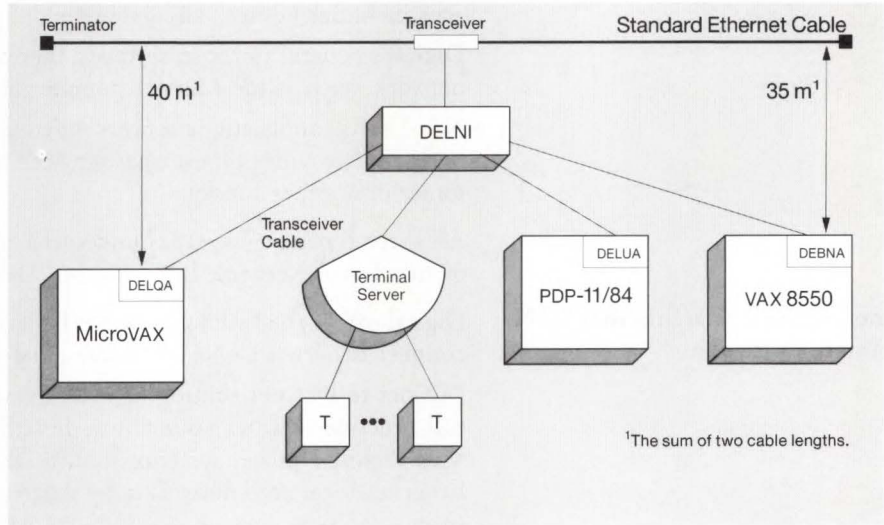 Terminator
Transceiver
Standard Ethernet Cable
40 m¹
35 m¹
DELNI
Transceiver
Cable
DELQA
MicroVAX
Terminal
Server
DELUA
PDP-11/84
DEBNA
VAX 8550
T ••• T
¹The sum of two cable lengths.